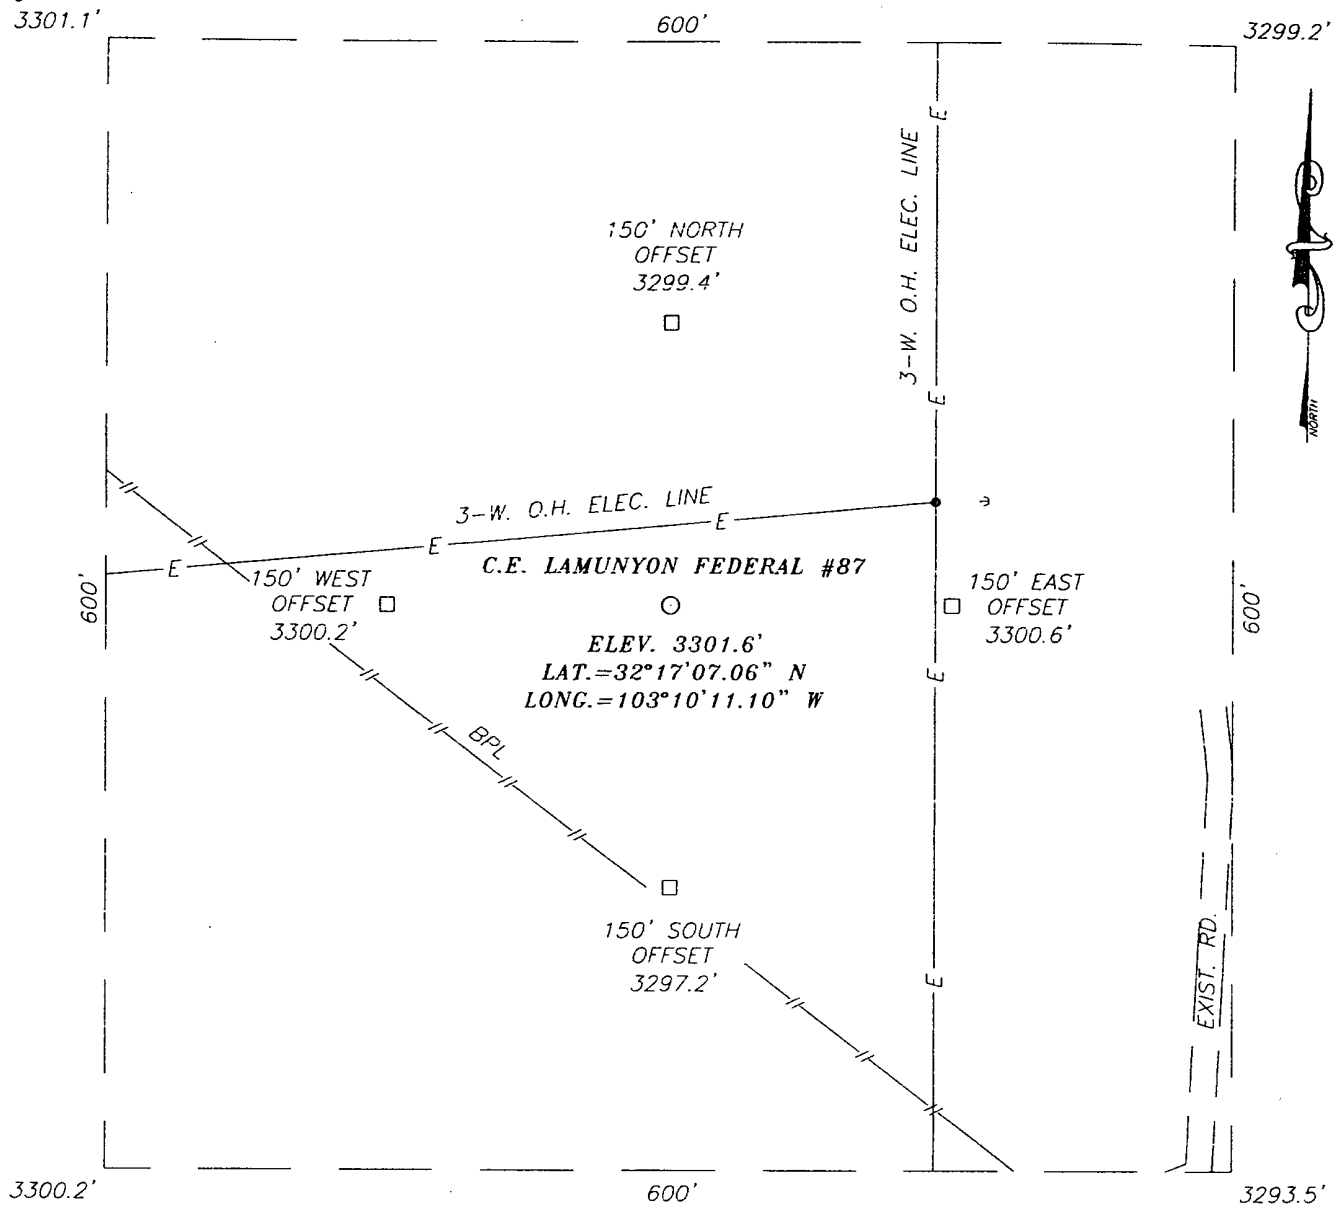 3301.1'
600'
3299.2'
3-W. O.H. ELEC. LINE
E
150' NORTH
OFFSET
3299.4'
E
NORTH
3-W. O.H. ELEC. LINE
E
E
E
C.E. LAMUNYON FEDERAL #87
150' WEST
OFFSET
3300.2'
600'
150' EAST
OFFSET
3300.6'
600'
ELEV. 3301.6'
LAT.=32°17'07.06" N
LONG.=103°10'11.10" W
E
BPL
150' SOUTH
OFFSET
3297.2'
E
EXIST. RD.
3300.2'
600'
3293.5'